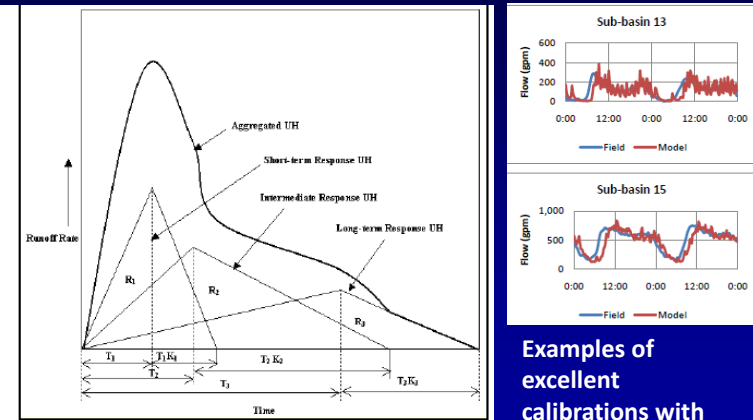 Aggregated UH
Short-term Response UH
Intermediate Response UH
Long-term Response UH
Runoff Rate
R1
R2
R3
T1
T1K1
T2
T2 K2
T3
T3K3
Time
Sub-basin 13
Flow (gpm)
600
400
200
0
0:00 12:00 0:00 12:00 0:00
Field Model
Sub-basin 15
Flow (gpm)
1,000
500
0
0:00 12:00 0:00 12:00 0:00
Field Model
Examples of
excellent
calibrations with